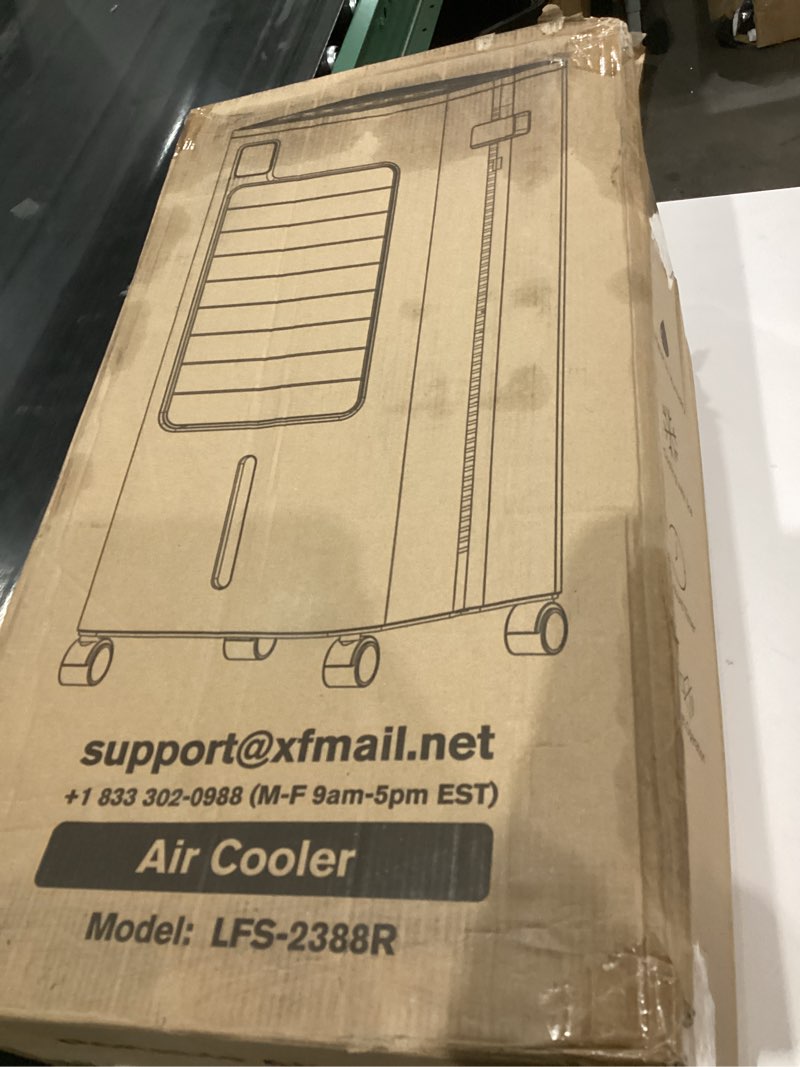 support@xfmail.net
+1 833 302-0988 (M-F 9am-5pm EST)
Air Cooler
Model: LFS-2388R